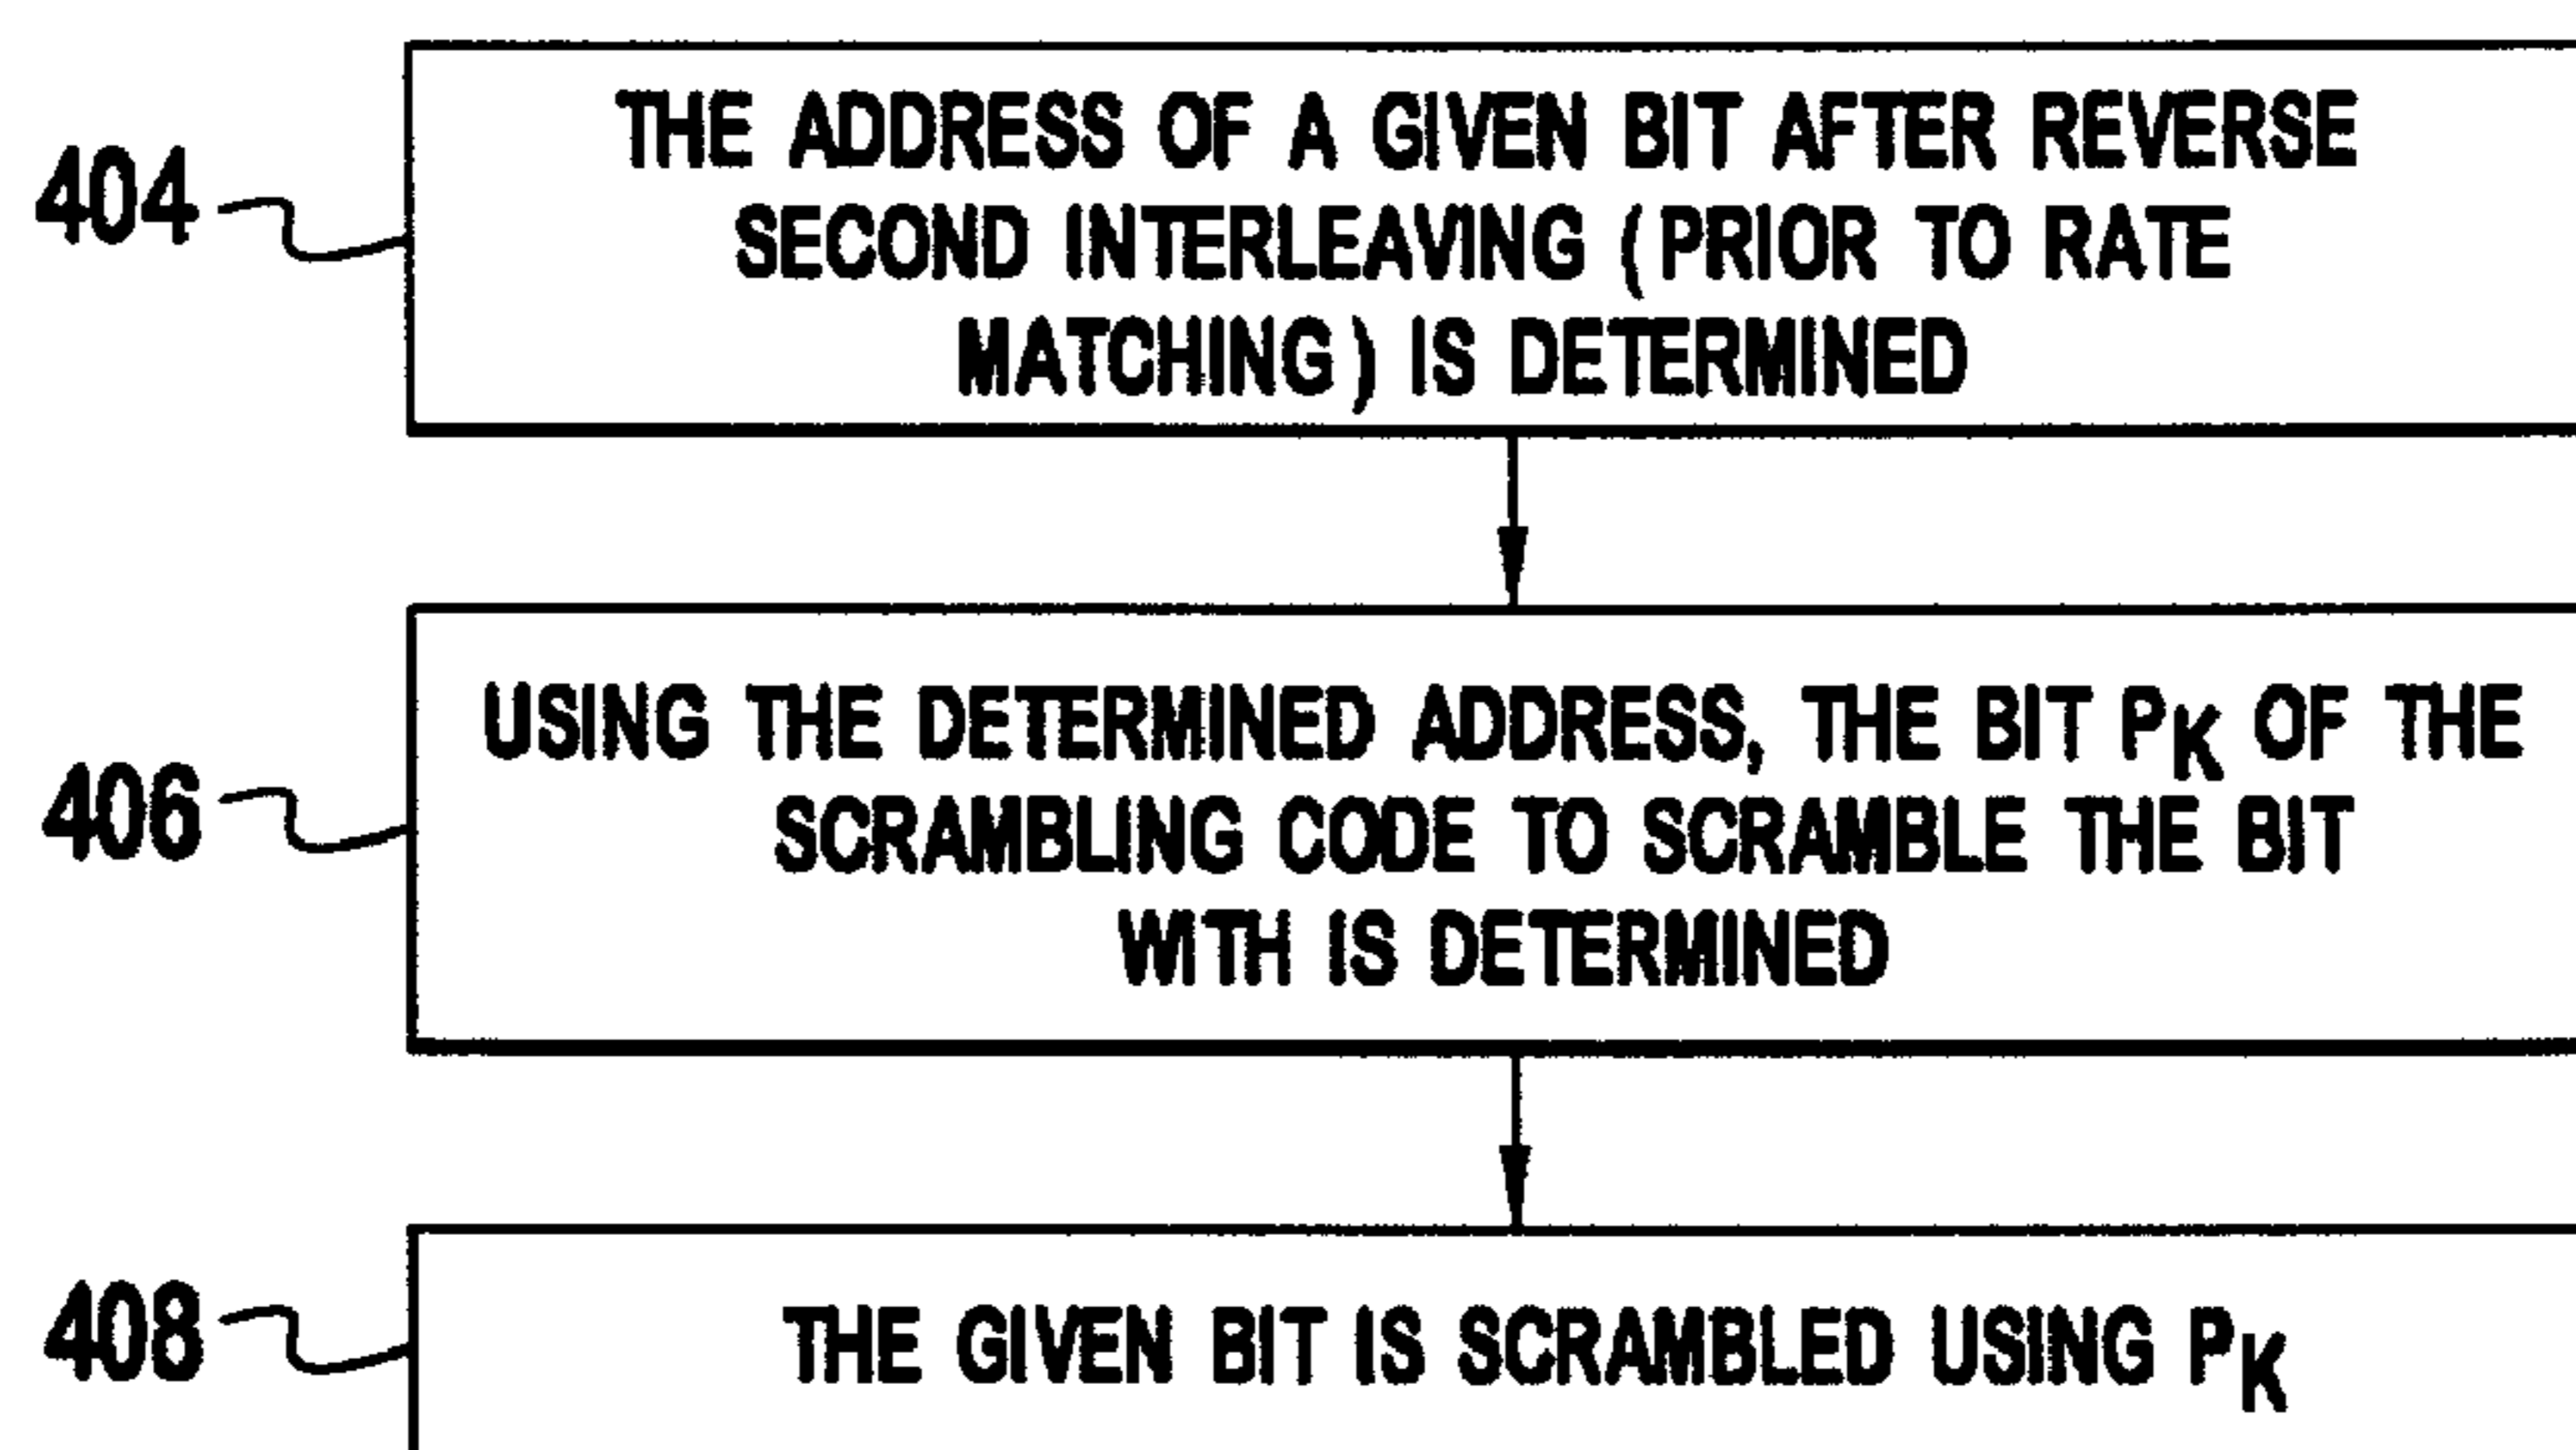 THE ADDRESS OF A GIVEN BIT AFTER REVERSE
404
SECOND INTERLEAVING (PRIOR TO RATE
MATCHING) IS DETERMINED
USING THE DETERMINED ADDRESS, THE BIT PK OF THE
406
SCRAMBLING CODE TO SCRAMBLE THE BIT
WITH IS DETERMINED
408
THE GIVEN BIT IS SCRAMBLED USING PK